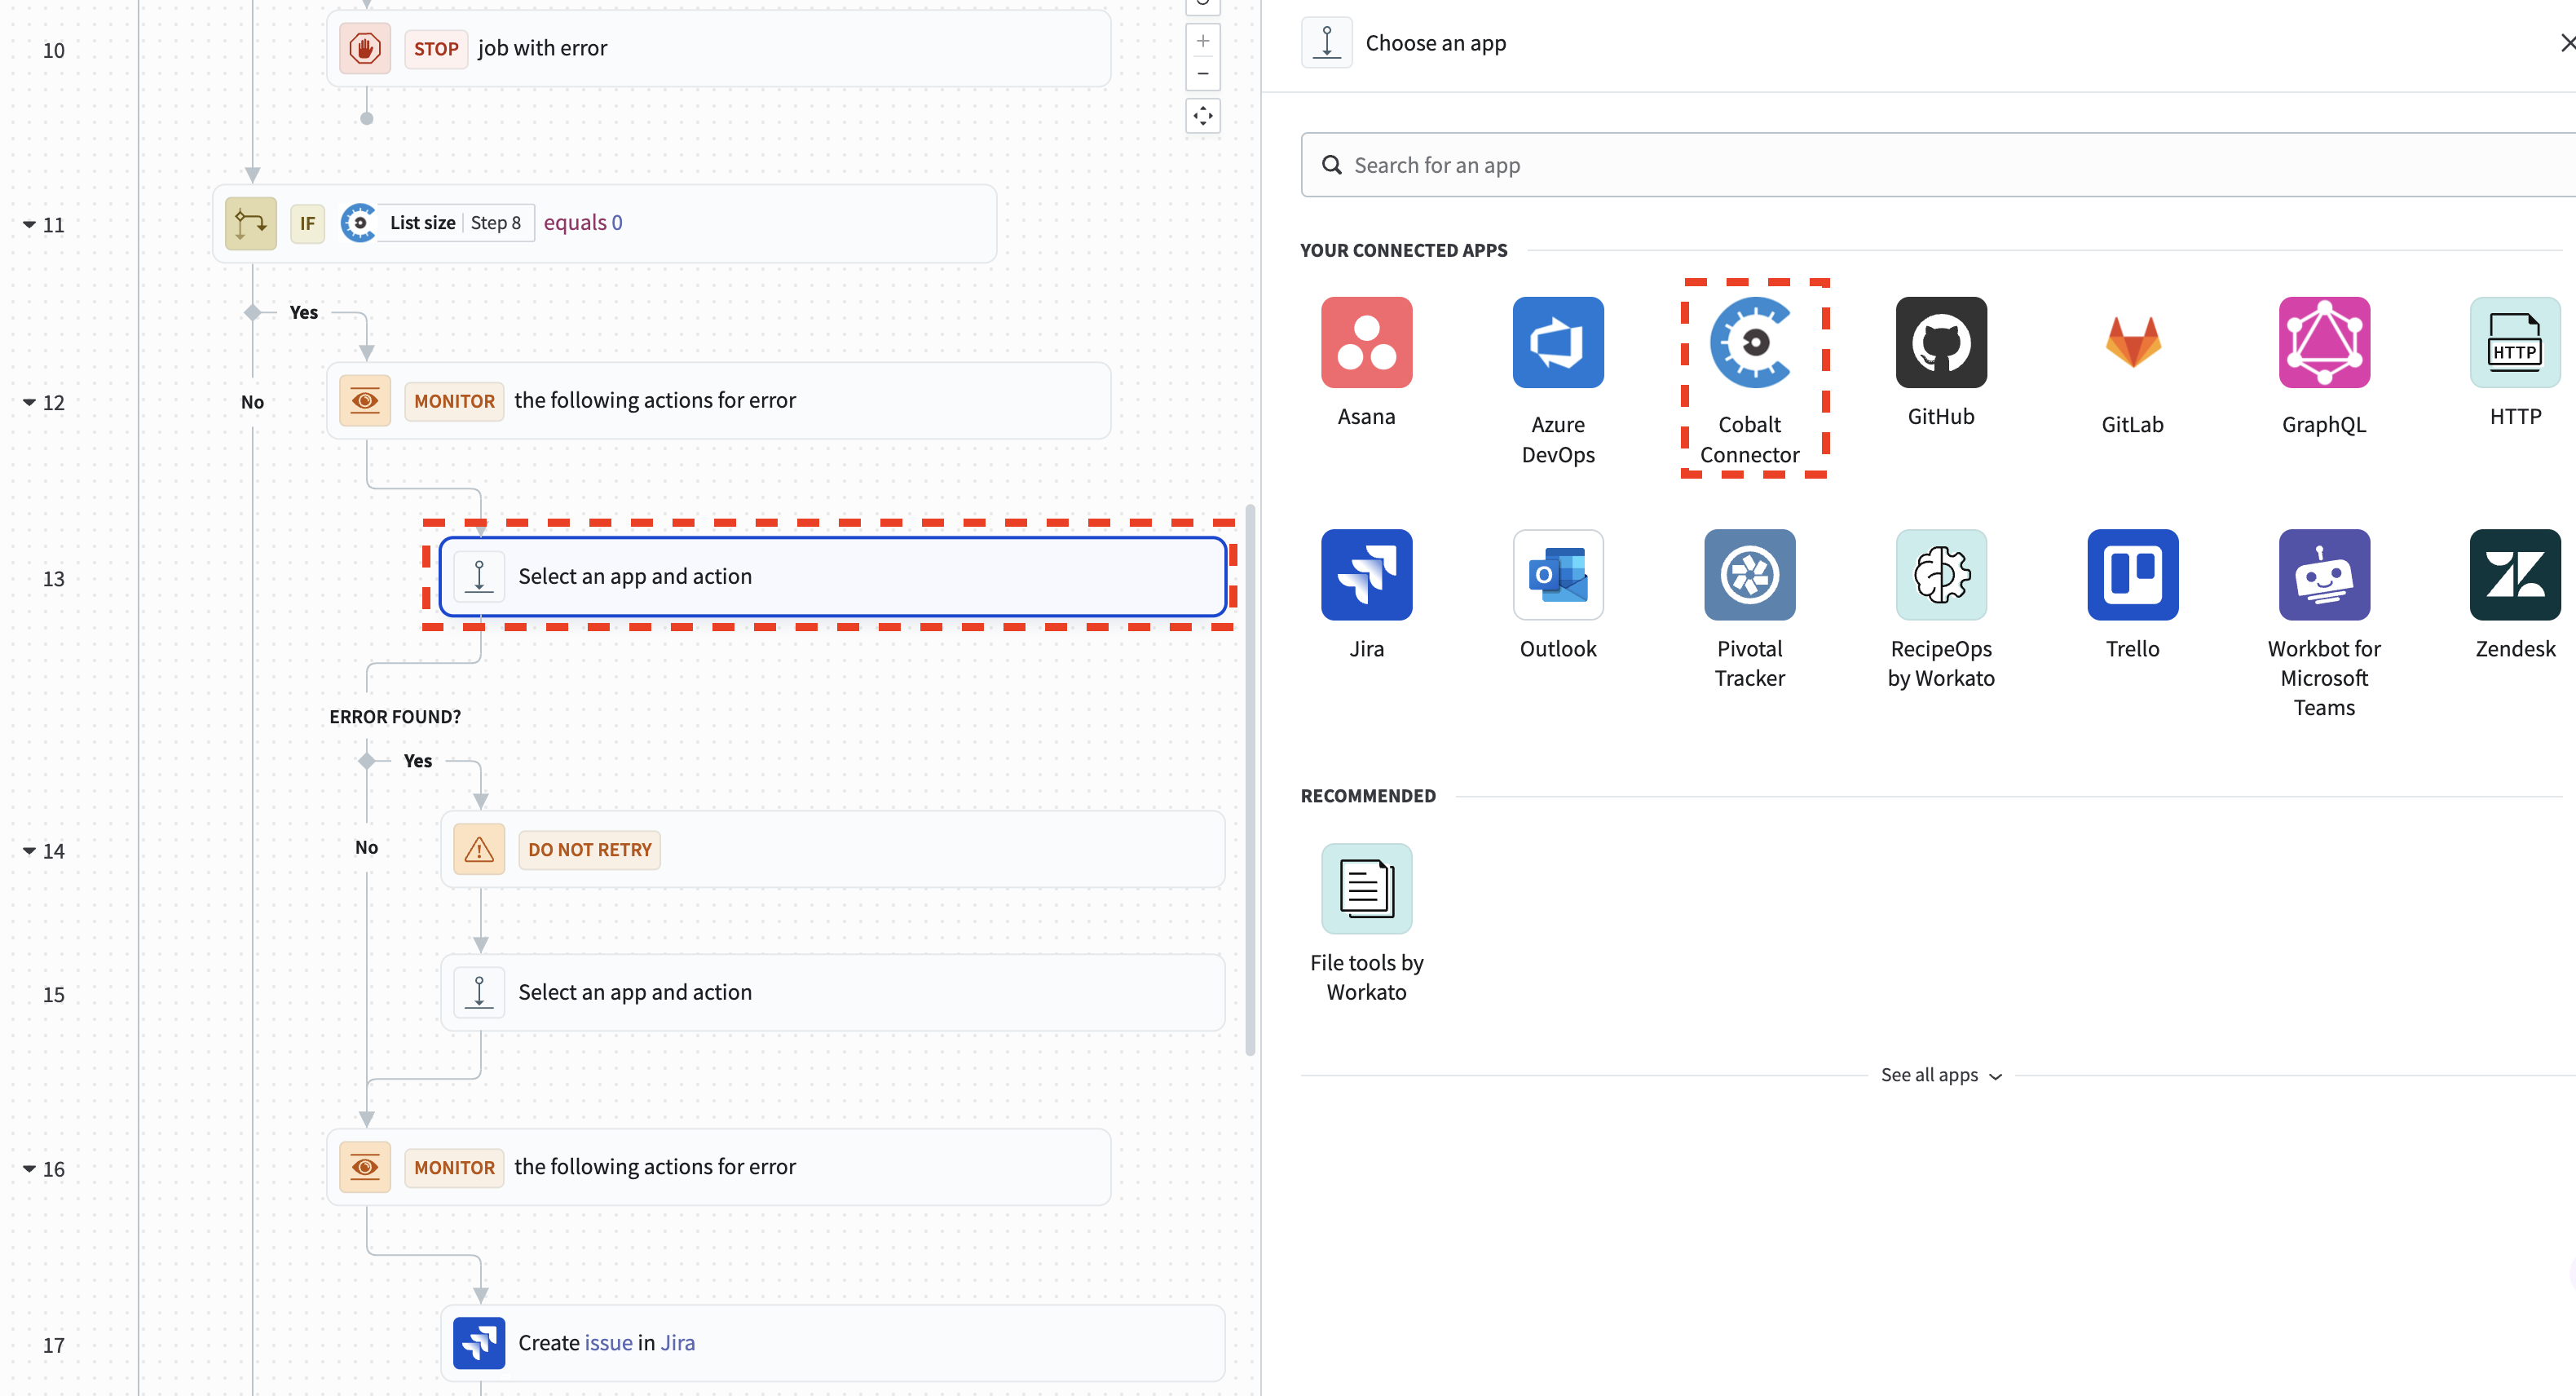 10
STOP job with error
11
IF List size Step 8 equals 0
Yes
No
12
MONITOR the following actions for error
13
Select an app and action
ERROR FOUND?
Yes
No
14
DO NOT RETRY
15
Select an app and action
16
MONITOR the following actions for error
17
Create issue in Jira
Choose an app
Search for an app
YOUR CONNECTED APPS
Asana
Azure
DevOps
Cobalt
Connector
GitHub
GitLab
GraphQL
HTTP
HTTP
Jira
O
Outlook
Pivotal
Tracker
RecipeOps
by Workato
Trello
Workbot for
Microsoft
Teams
Zendesk
RECOMMENDED
File tools by
Workato
See all apps